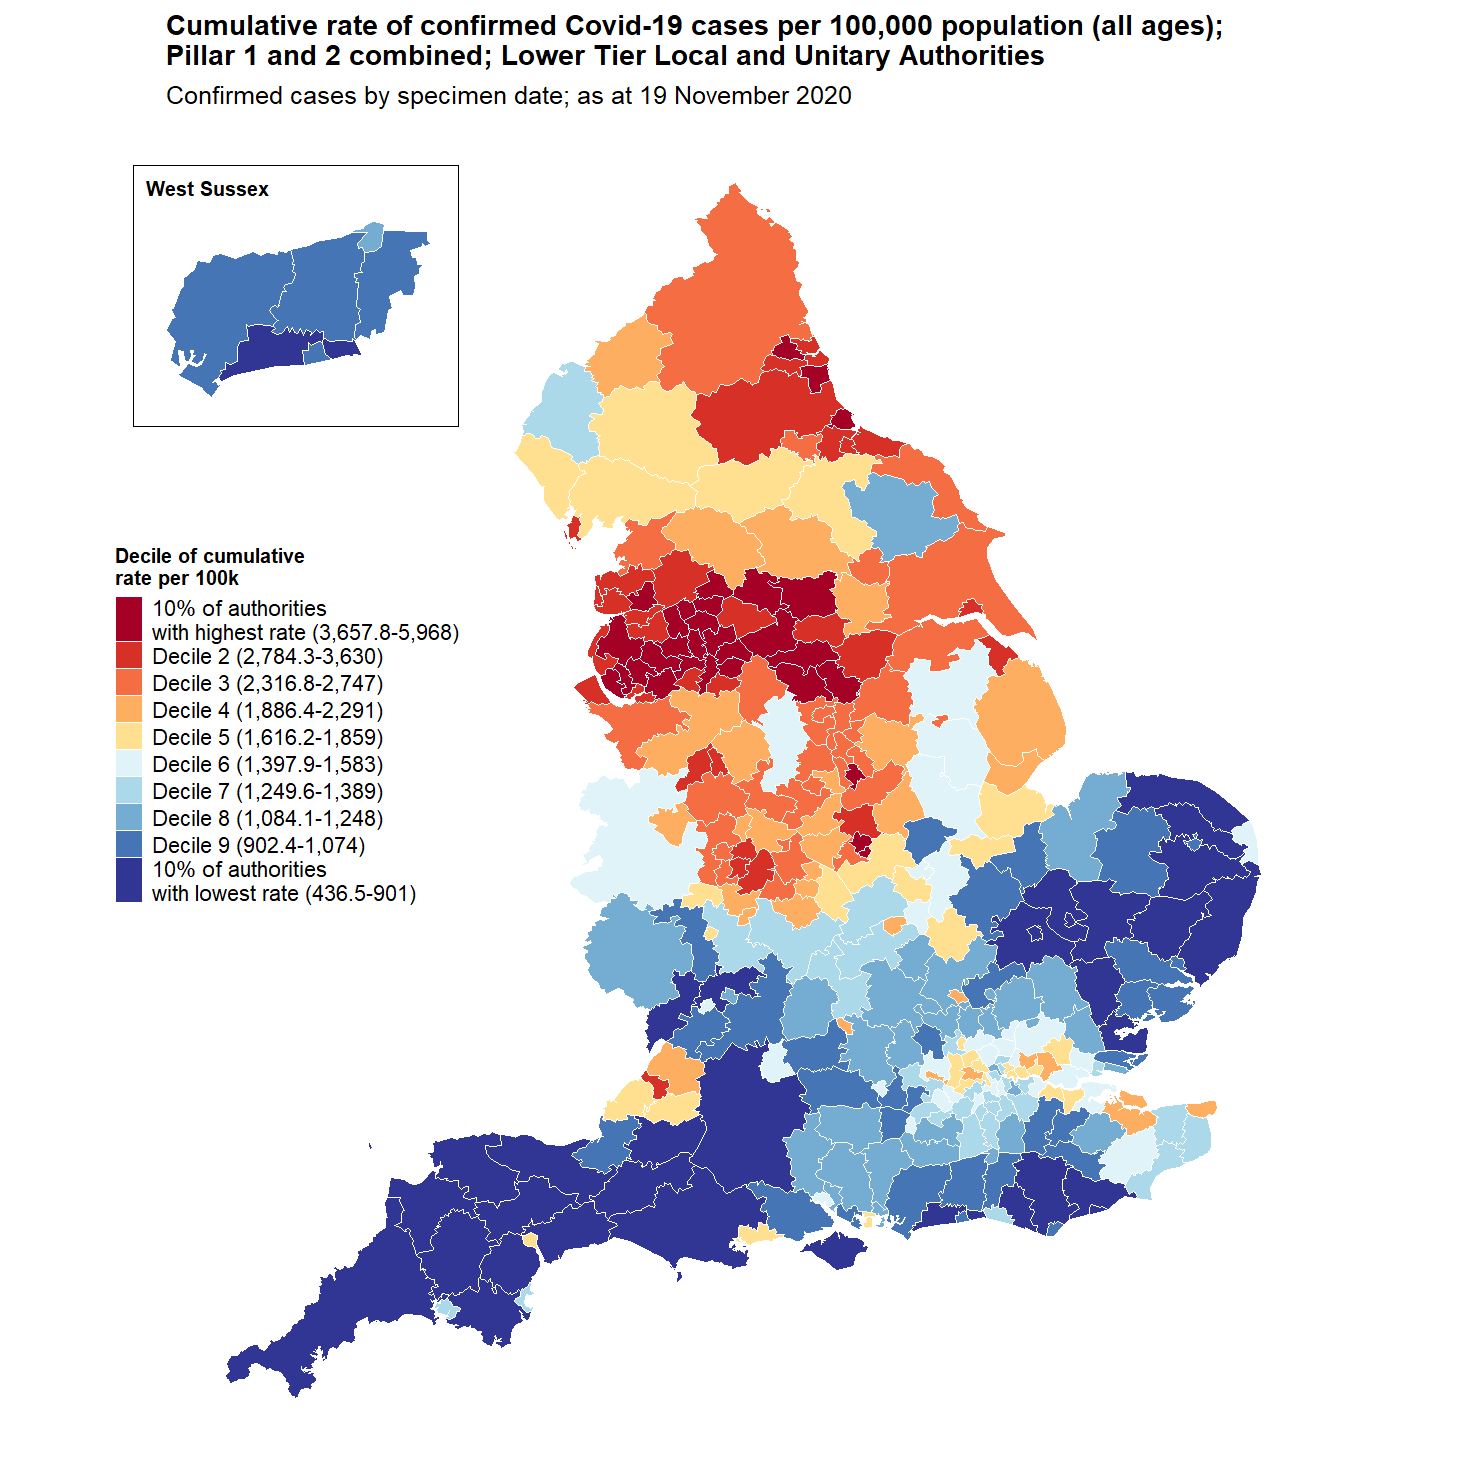 Cumulative rate of confirmed Covid-19 cases per 100,000 population (all ages);
Pillar 1 and 2 combined; Lower Tier Local and Unitary Authorities
Confirmed cases by specimen date; as at 19 November 2020
West Sussex
Decile of cumulative
rate per 100k
10% of authorities
with highest rate (3,657.8-5,968)
Decile 2 (2,784.3-3,630)
Decile 3 (2,316.8-2,747)
Decile 4 (1,886.4-2,291)
Decile 5 (1,616.2-1,859)
Decile 6 (1,397.9-1,583)
Decile 7 (1,249.6-1,389)
Decile 8 (1,084.1-1,248)
Decile 9 (902.4-1,074)
10% of authorities
with lowest rate (436.5-901)